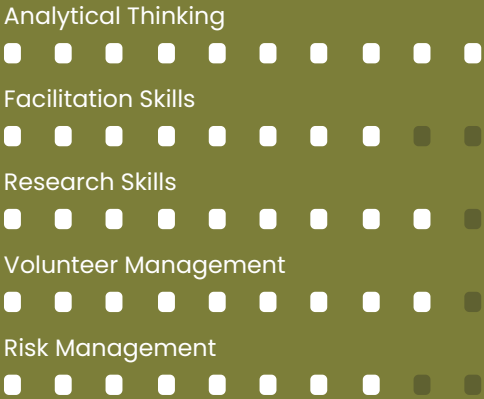 Analytical Thinking
Facilitation Skills
Research Skills
Volunteer Management
Risk Management